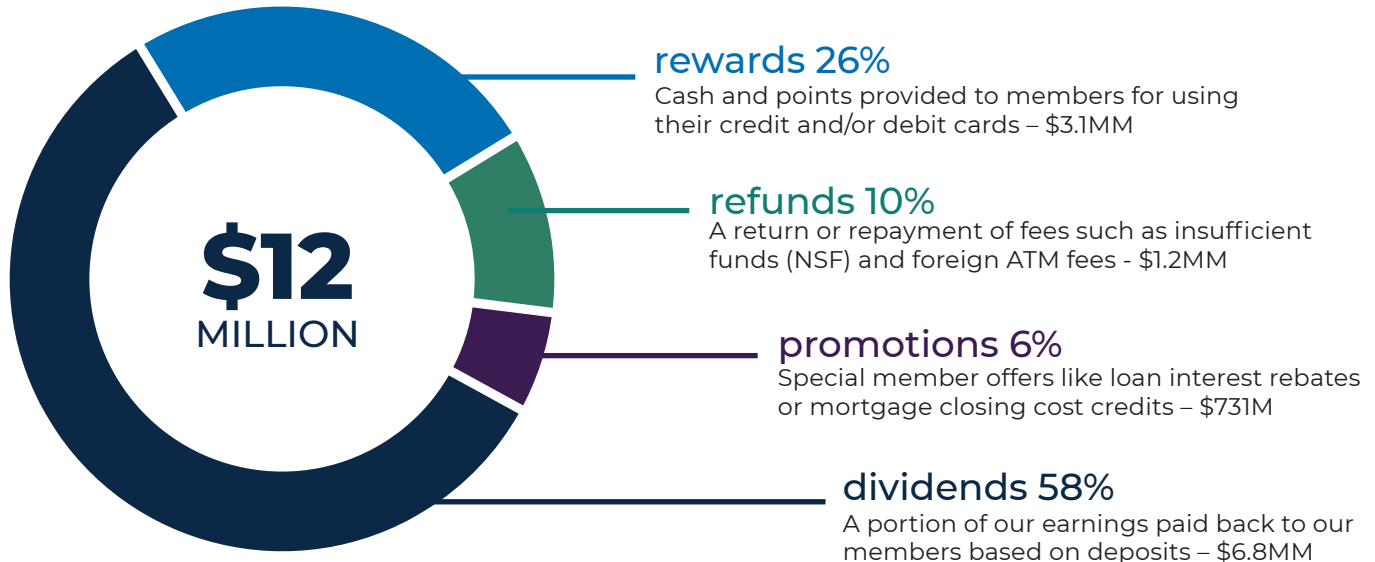 $12
MILLION
rewards 26%
Cash and points provided to members for using
their credit and/or debit cards – $3.1MM
refunds 10%
A return or repayment of fees such as insufficient
funds (NSF) and foreign ATM fees - $1.2MM
promotions 6%
Special member offers like loan interest rebates
or mortgage closing cost credits – $731M
dividends 58%
A portion of our earnings paid back to our
members based on deposits – $6.8MM